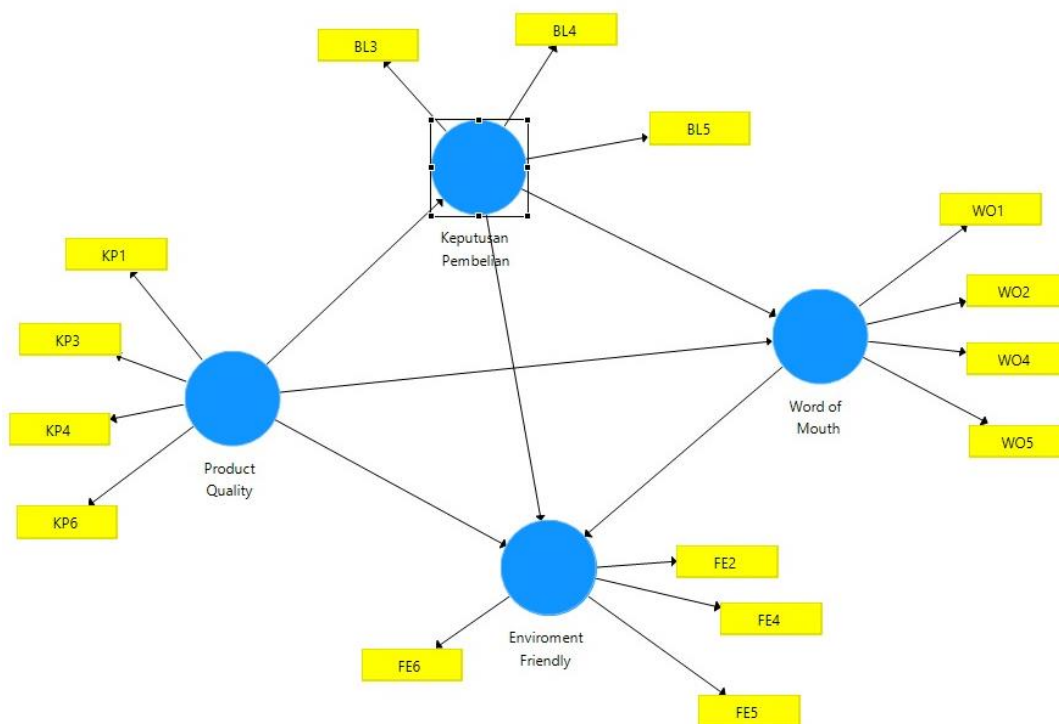 BL3
BL4
BL5
Keputusan
Pembelian
KP1
KP3
KP4
KP6
Product
Quality
WO1
WO2
WO4
WO5
Word of
Mouth
FE2
FE4
FE5
FE6
Enviroment
Friendly